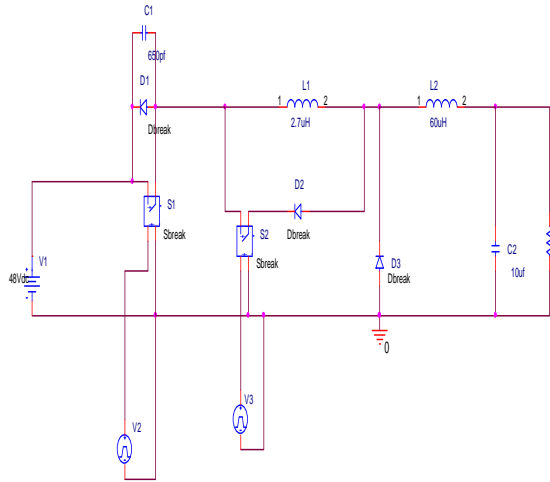 C1
650pf
D1
Dbreak
1 L1 2
2.7uH
1 L2 2
60uH
D2
Dbreak
S1
Sbreak
S2
Sbreak
V1
48Vdc
C2
10uf
D3
Dbreak
0
V3
V2